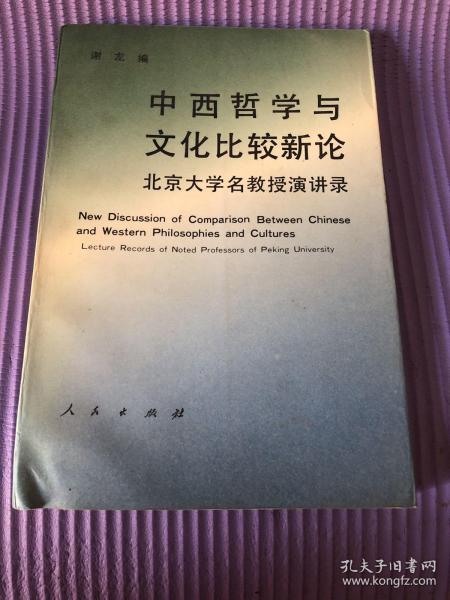 谢龙编
中西哲学与
文化比较新论
北京大学名教授演讲录
New Discussion of Comparison Between Chinese
and Western Philosophies and Cultures
Lecture Records of Noted Professors of Peking University
人民出版社
孔夫子旧书网
www.kongfz.com